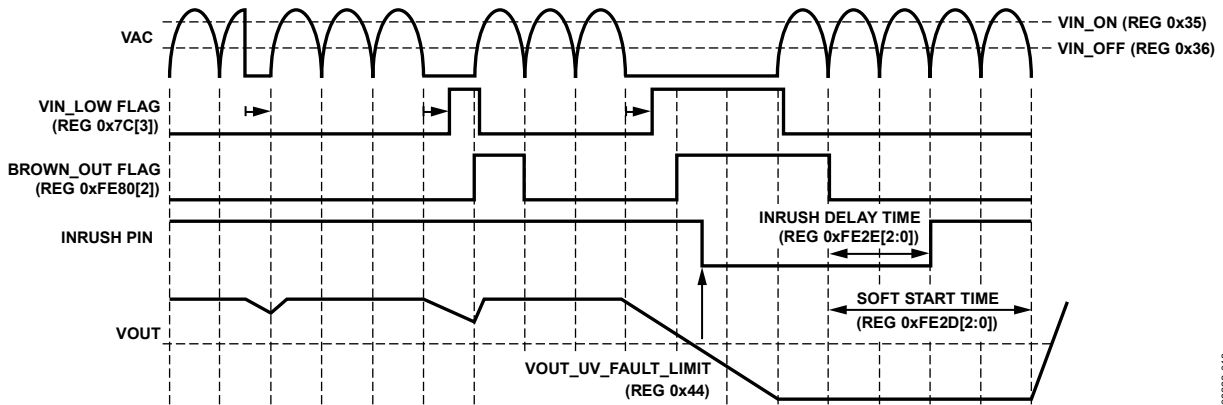 VAC
VIN_ON (REG 0x35)
VIN_OFF (REG 0x36)
VIN_LOW FLAG
(REG 0x7C[3])
BROWN_OUT FLAG
(REG 0xFE80[2])
INRUSH PIN
INRUSH DELAY TIME
(REG 0xFE2E[2:0])
SOFT START TIME
(REG 0xFE2D[2:0])
VOUT
VOUT_UV_FAULT_LIMIT
(REG 0x44)